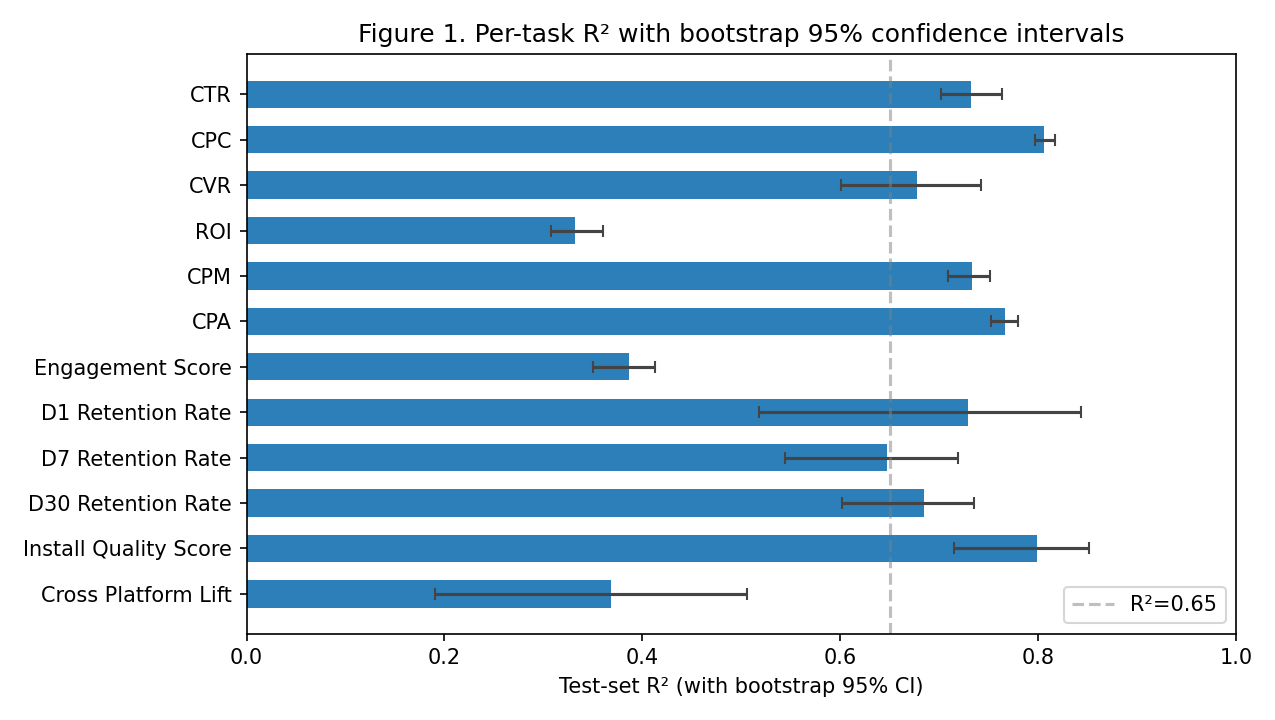 Figure 1. Per-task R² with bootstrap 95% confidence intervals
CTR
CPC
CVR
ROI
CPM
CPA
Engagement Score
D1 Retention Rate
D7 Retention Rate
D30 Retention Rate
Install Quality Score
Cross Platform Lift
R²=0.65
0.0 0.2 0.4 0.6 0.8 1.0
Test-set R² (with bootstrap 95% CI)